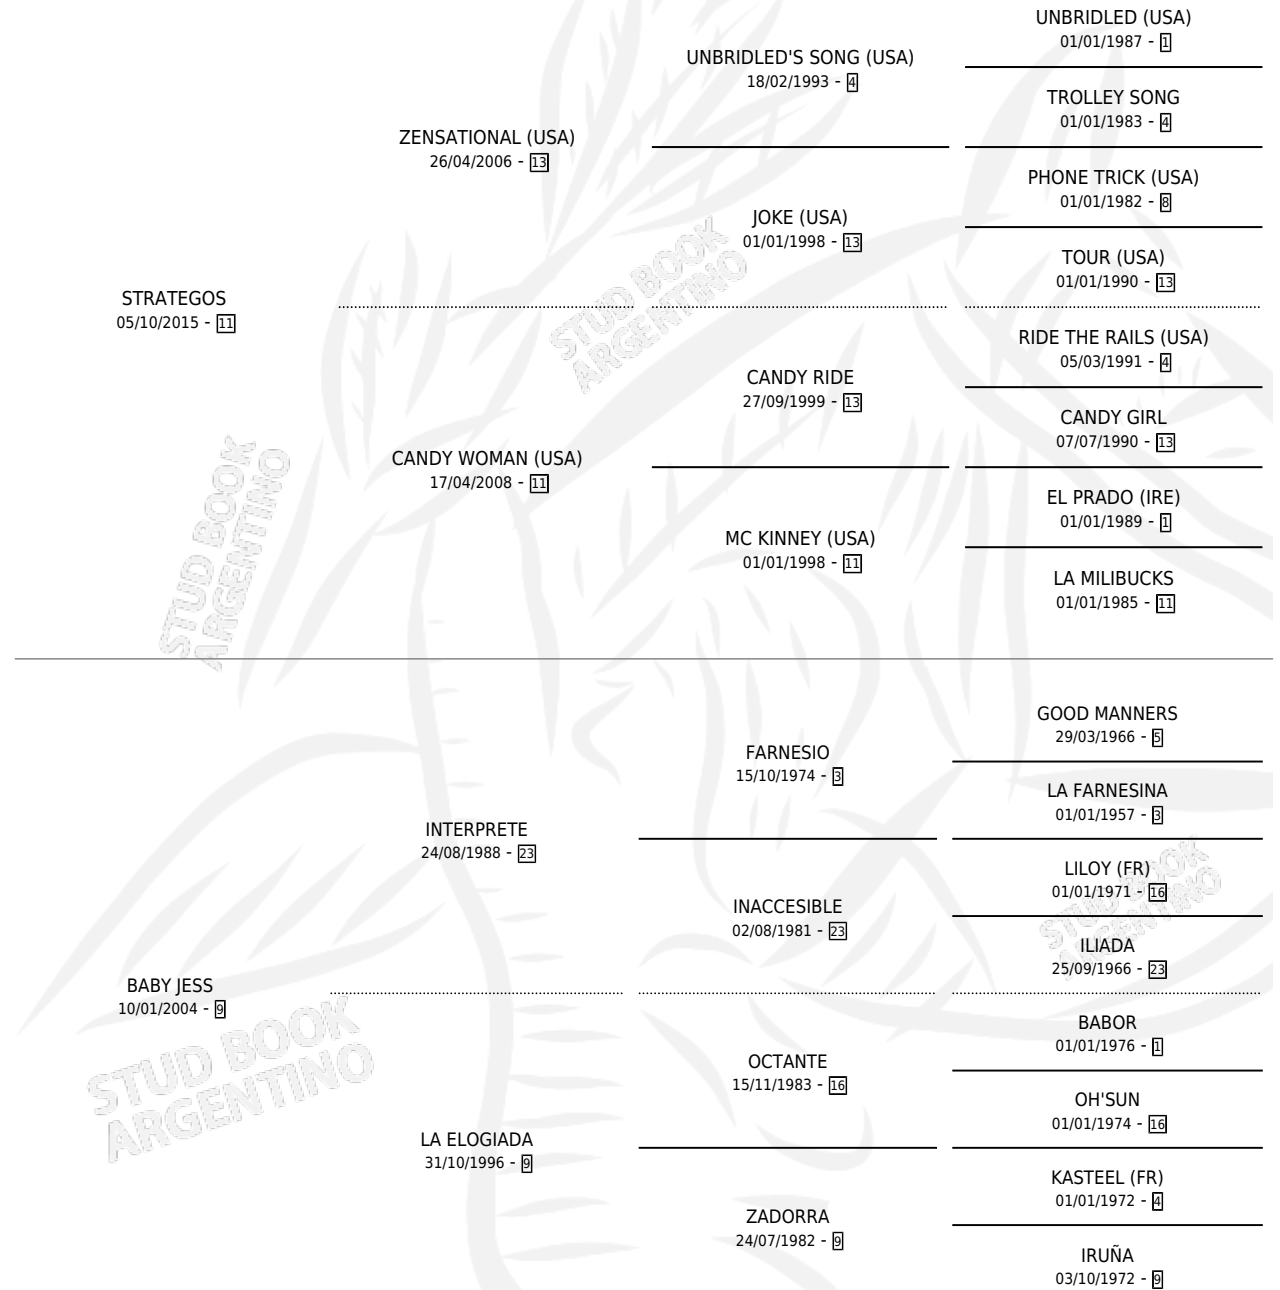 UNBRIDLED (USA)
01/01/1987 - 1
UNBRIDLED'S SONG (USA)
18/02/1993 - 4
TROLLEY SONG
01/01/1983 - 4
ZENSATIONAL (USA)
26/04/2006 - 13
PHONE TRICK (USA)
01/01/1982 - 8
JOKE (USA)
01/01/1998 - 13
TOUR (USA)
01/01/1990 - 13
STRATEGOS
05/10/2015 - 11
RIDE THE RAILS (USA)
05/03/1991 - 4
CANDY RIDE
27/09/1999 - 13
CANDY GIRL
07/07/1990 - 13
CANDY WOMAN (USA)
17/04/2008 - 11
EL PRADO (IRE)
01/01/1989 - 1
MC KINNEY (USA)
01/01/1998 - 11
LA MILIBUCKS
01/01/1985 - 11
GOOD MANNERS
29/03/1966 - 5
FARNESIO
15/10/1974 - 3
LA FARNESINA
01/01/1957 - 3
INTERPRETE
24/08/1988 - 23
LILOY (FR)
01/01/1971 - 16
INACCESIBLE
02/08/1981 - 23
ILIADA
25/09/1966 - 23
BABY JESS
10/01/2004 - 9
BABOR
01/01/1976 - 1
OCTANTE
15/11/1983 - 16
OH'SUN
01/01/1974 - 16
LA ELOGIADA
31/10/1996 - 9
KASTEEL (FR)
01/01/1972 - 4
ZADORRA
24/07/1982 - 9
IRUÑA
03/10/1972 - 9
STUD BOOK
ARGENTINO
STUD BOOK
ARGENTINO
STUD BOOK
ARGENTINO
STUD BOOK
ARGENTINO